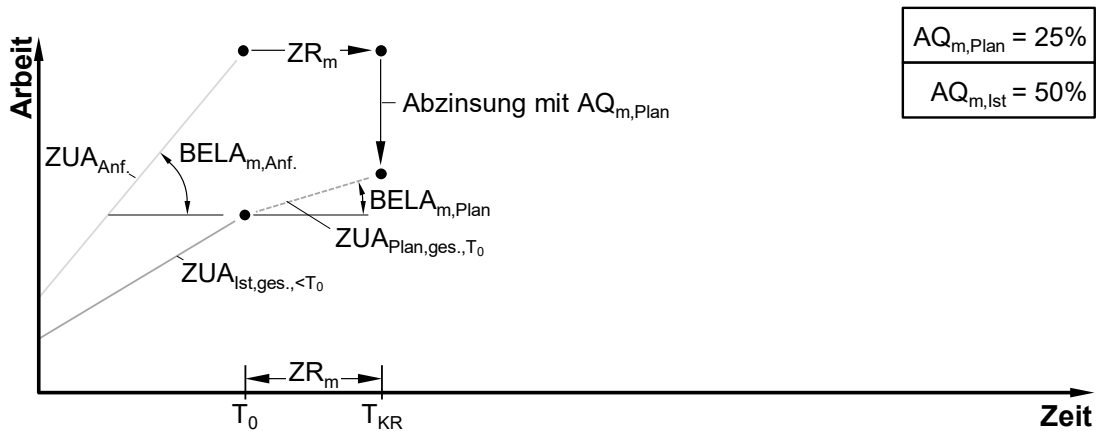 Arbeit
AQm,Plan = 25%
AQm,Ist = 50%
ZRm
Abzinsung mit AQm,Plan
ZUAAnf.
BELAm,Anf.
BELAm,Plan
ZUAPlan,ges.,T0
ZUAIst,ges.,<T0
ZRm
T0
TKR
Zeit